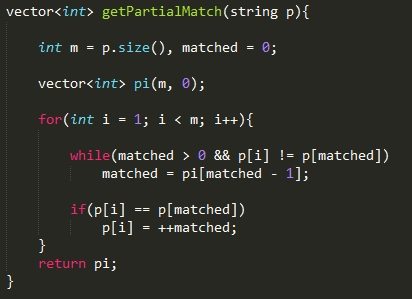 vector<int> getPartialMatch(string p){
int m = p.size(), matched = 0;
vector<int> pi(m, 0);
for(int i = 1; i < m; i++){
while(matched > 0 && p[i] != p[matched])
matched = pi[matched - 1];
if(p[i] == p[matched])
p[i] = ++matched;
}
return pi;
}